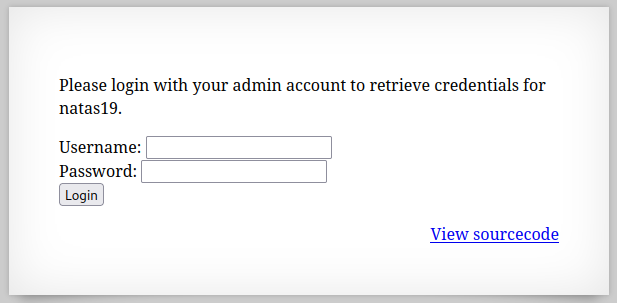 Please login with your admin account to retrieve credentials for
natas19.
Username:
Password:
Login
View sourcecode